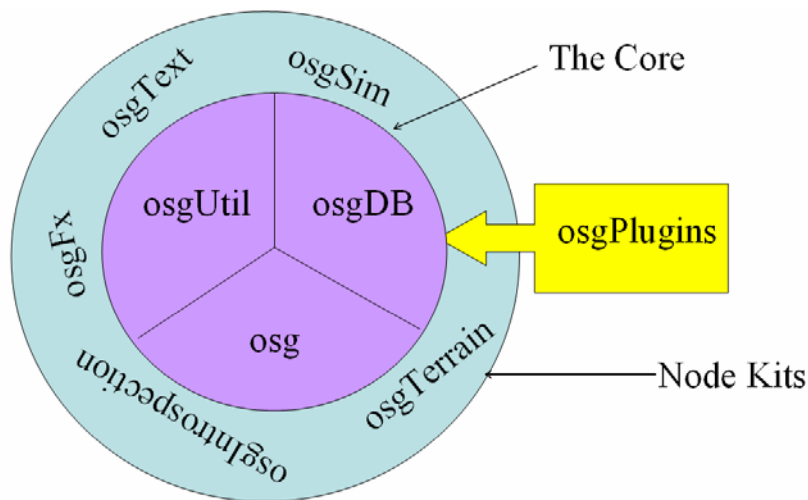 osgText
osgSim
The Core
osgUtil
osgDB
osgPlugins
osgFx
osg
osgTerrain
osgIntrospection
Node Kits